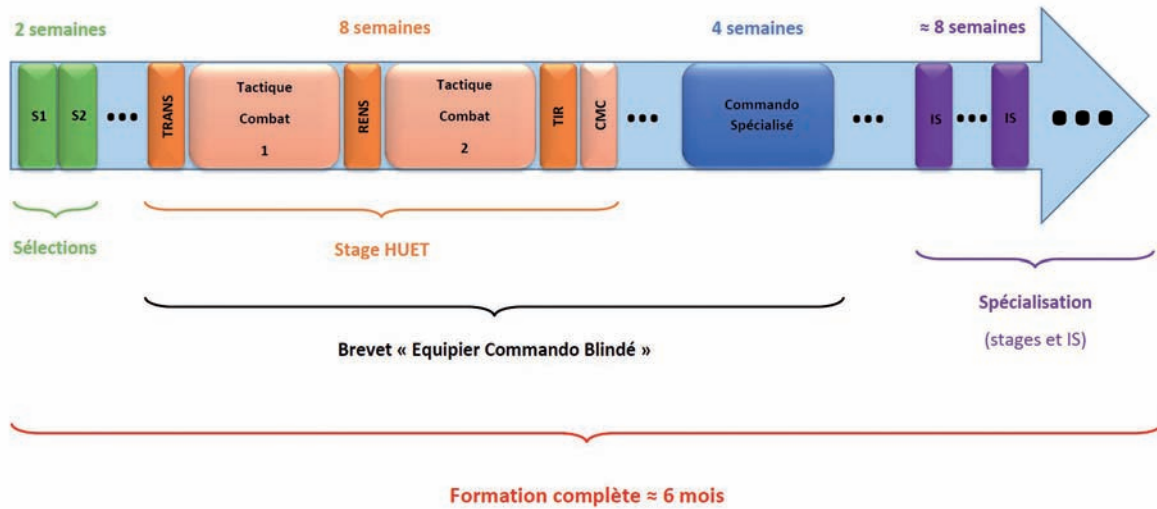 2 semaines
8 semaines
4 semaines
≈ 8 semaines
S1
S2
•••
TRANS
Tactique
Combat
1
RENS
Tactique
Combat
2
TIR
CMC
•••
Commando
Spécialisé
•••
IS
•••
IS
•••
Sélections
Stage HUET
Spécialisation
(stages et IS)
Brevet « Equipier Commando Blindé »
Formation complète ≈ 6 mois